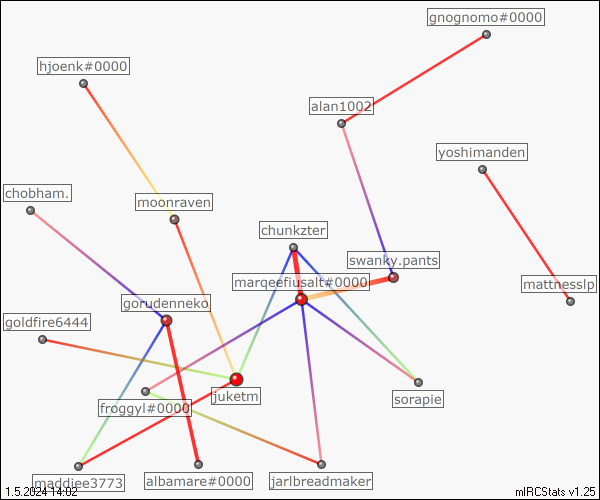 gnognomo#0000
hjoenk#0000
alan1002
yoshimanden
chobham.
moonraven
chunkzter
swanky.pants
marqeefiusalt#0000
mattnesslp
gorudenneko
goldfire6444
juketm
sorapie
froggyl#0000
maddiee3773
albamare#0000
jarlbreadmaker
1.5.2024 14:02
mIRCStats v1.25